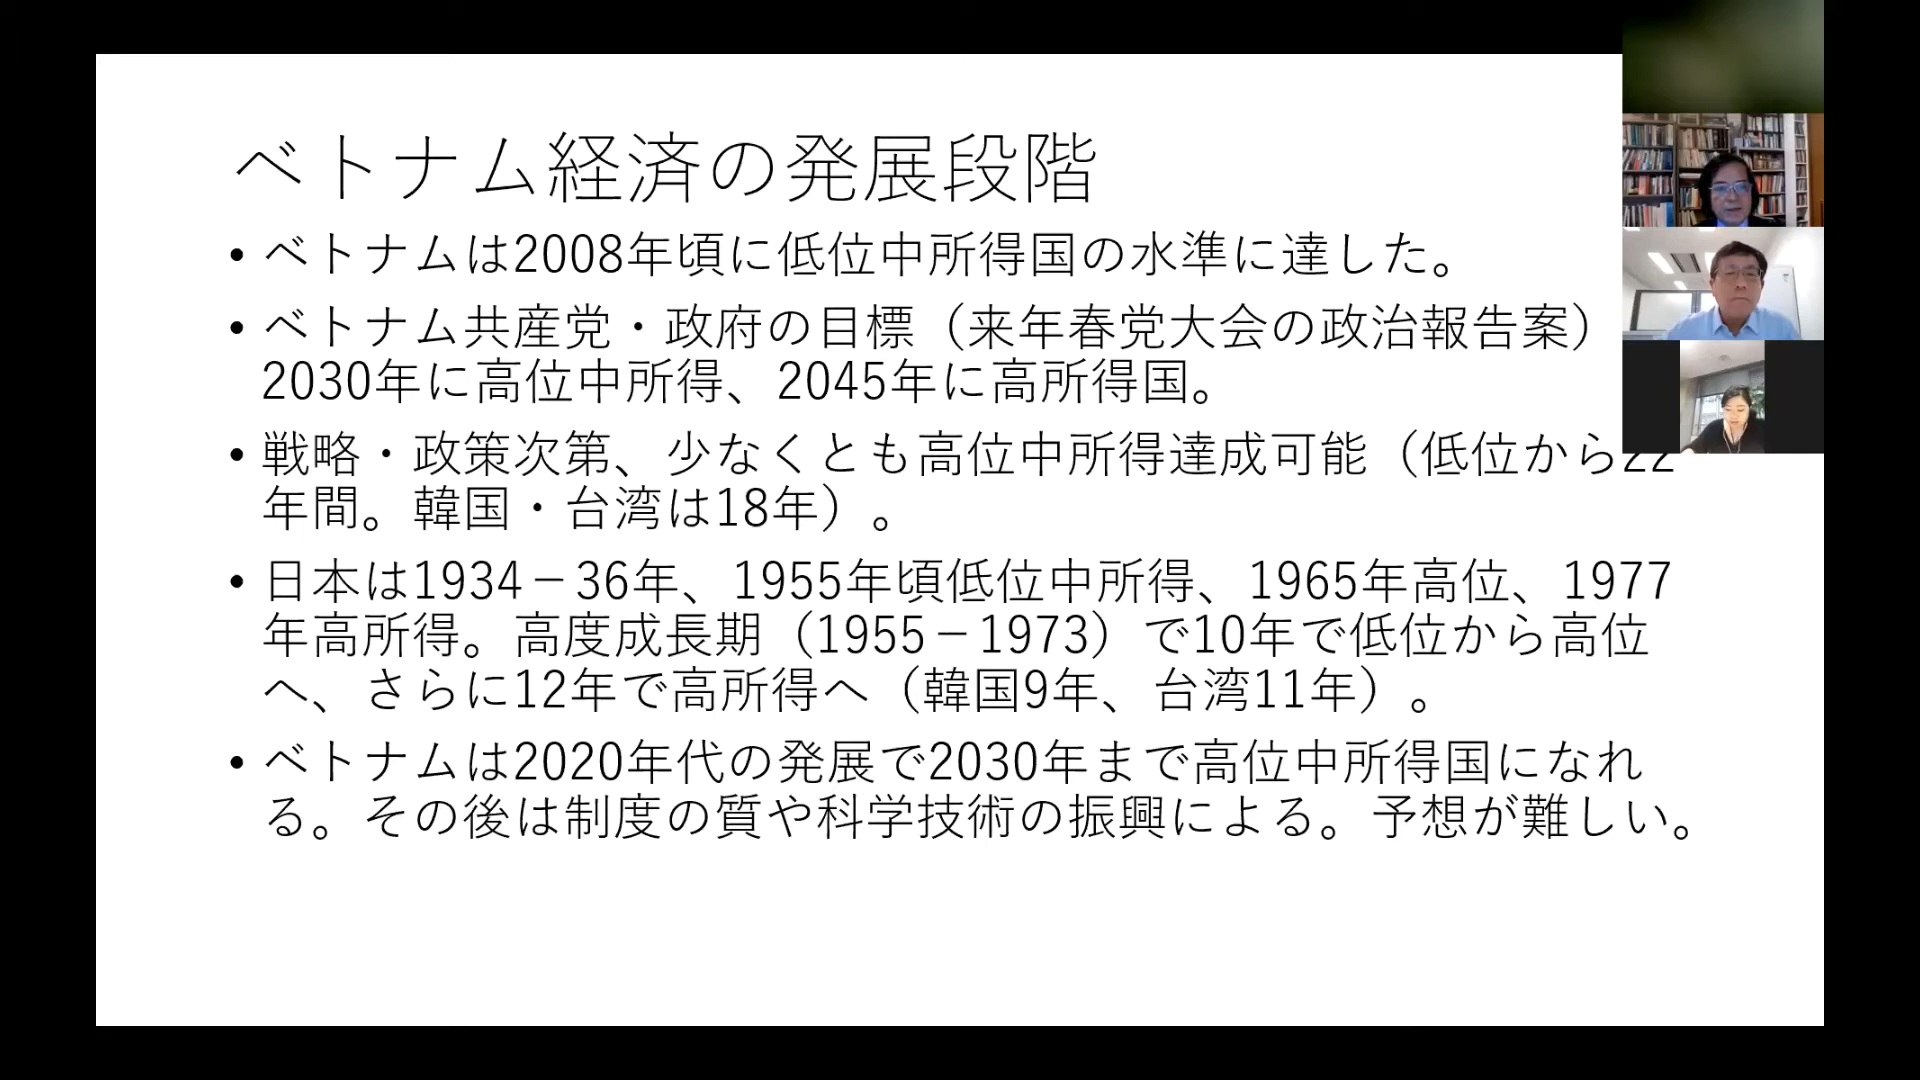 ベトナム経済の発展段階
• ベトナムは2008年頃に低位中所得国の水準に達した。
• ベトナム共産党・政府の目標（来年春党大会の政治報告案）
2030年に高位中所得、2045年に高所得国。
• 戦略・政策次第、少なくとも高位中所得達成可能（低位から22
年間。韓国・台湾は18年）。
• 日本は1934－36年、1955年頃低位中所得、1965年高位、1977
年高所得。高度成長期（1955－1973）で10年で低位から高位
へ、さらに12年で高所得へ（韓国9年、台湾11年）。
• ベトナムは2020年代の発展で2030年まで高位中所得国になれ
る。その後は制度の質や科学技術の振興による。予想が難しい。